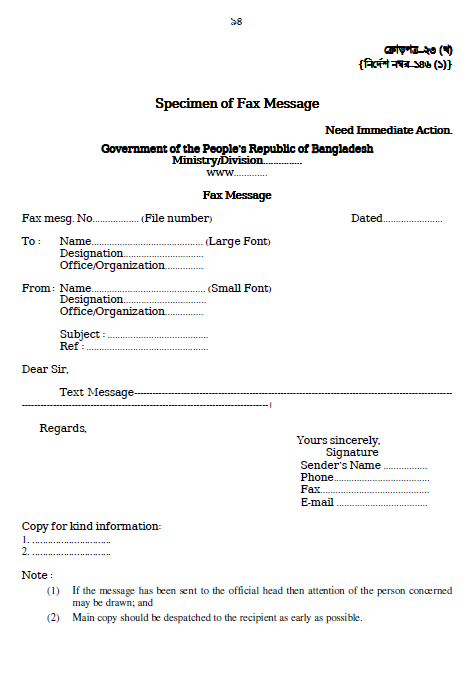 ১৪
ক্রোড়পত্র–২৩ (খ)
{নির্দেশ নম্বর–১৪৬ (১)}
Specimen of Fax Message
Need Immediate Action.
Government of the People's Republic of Bangladesh
Ministry/Division...............
www.............
Fax Message
Fax mesg. No.................. (File number) Dated.......................
To : Name........................................... (Large Font)
Designation...............................
Office/Organization...............
From : Name............................................ (Small Font)
Designation................................
Office/Organization...............
Subject : .......................................
Ref : ...............................................
Dear Sir,
Text Message------------------------------------------------------------------------------------------
----------------------------------------------------------------------।
Regards,
Yours sincerely,
Signature
Sender's Name .................
Phone.....................................
Fax..........................................
E-mail ...................................
Copy for kind information:
1. ..............................
2. ..............................
Note :
(1) If the message has been sent to the official head then attention of the person concerned
may be drawn; and
(2) Main copy should be despatched to the recipient as early as possible.